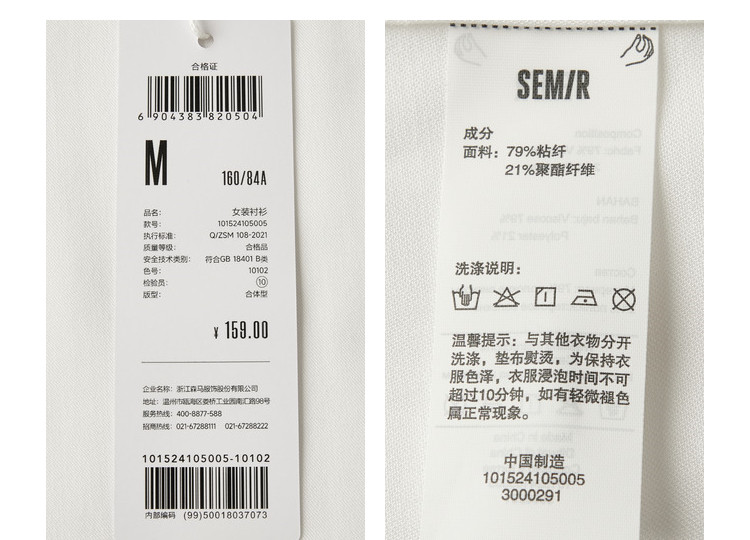 合格证
6 904383 820504
M
160/84A
品名: 女装衬衫
款号: 101524105005
执行标准: Q/ZSM 108-2021
质量等级: 合格品
安全技术类别: 符合GB 18401 B类
色号: 10102
检验员: ⑩
版型: 合体型
¥ 159.00
企业名称: 浙江森马服饰股份有限公司
地址: 温州市瓯海区娄桥工业园南汇路98号
服务热线: 400-8877-588
招商热线: 021-67288111 021-67288222
101524105005-10102
内部编码 (99)50018037073
SEM/R
成分
面料: 79%粘纤
21%聚酯纤维
洗涤说明:
温馨提示: 与其他衣物分开
洗涤, 垫布熨烫, 为保持衣
服色泽, 衣服浸泡时间不可
超过10分钟, 如有轻微褪色
属正常现象。
中国制造
101524105005
3000291